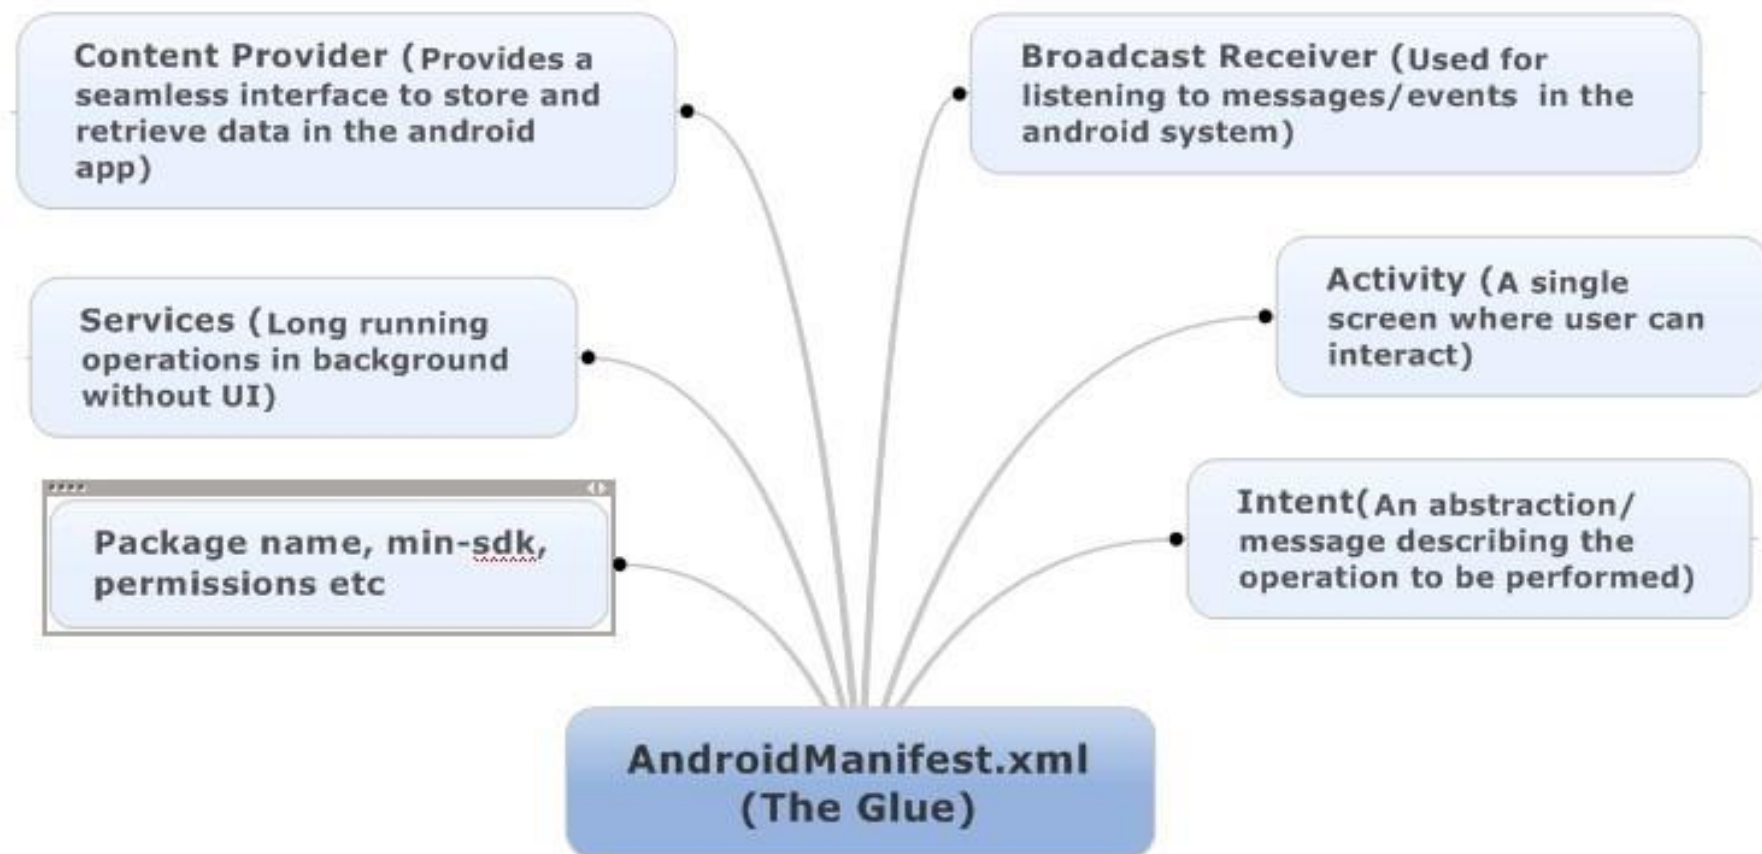 Content Provider (Provides a
seamless interface to store and
retrieve data in the android
app)
Broadcast Receiver (Used for
listening to messages/events in the
android system)
Services (Long running
operations in background
without UI)
Activity (A single
screen where user can
interact)
Package name, min-sdk,
permissions etc
Intent(An abstraction/
message describing the
operation to be performed)
AndroidManifest.xml
(The Glue)